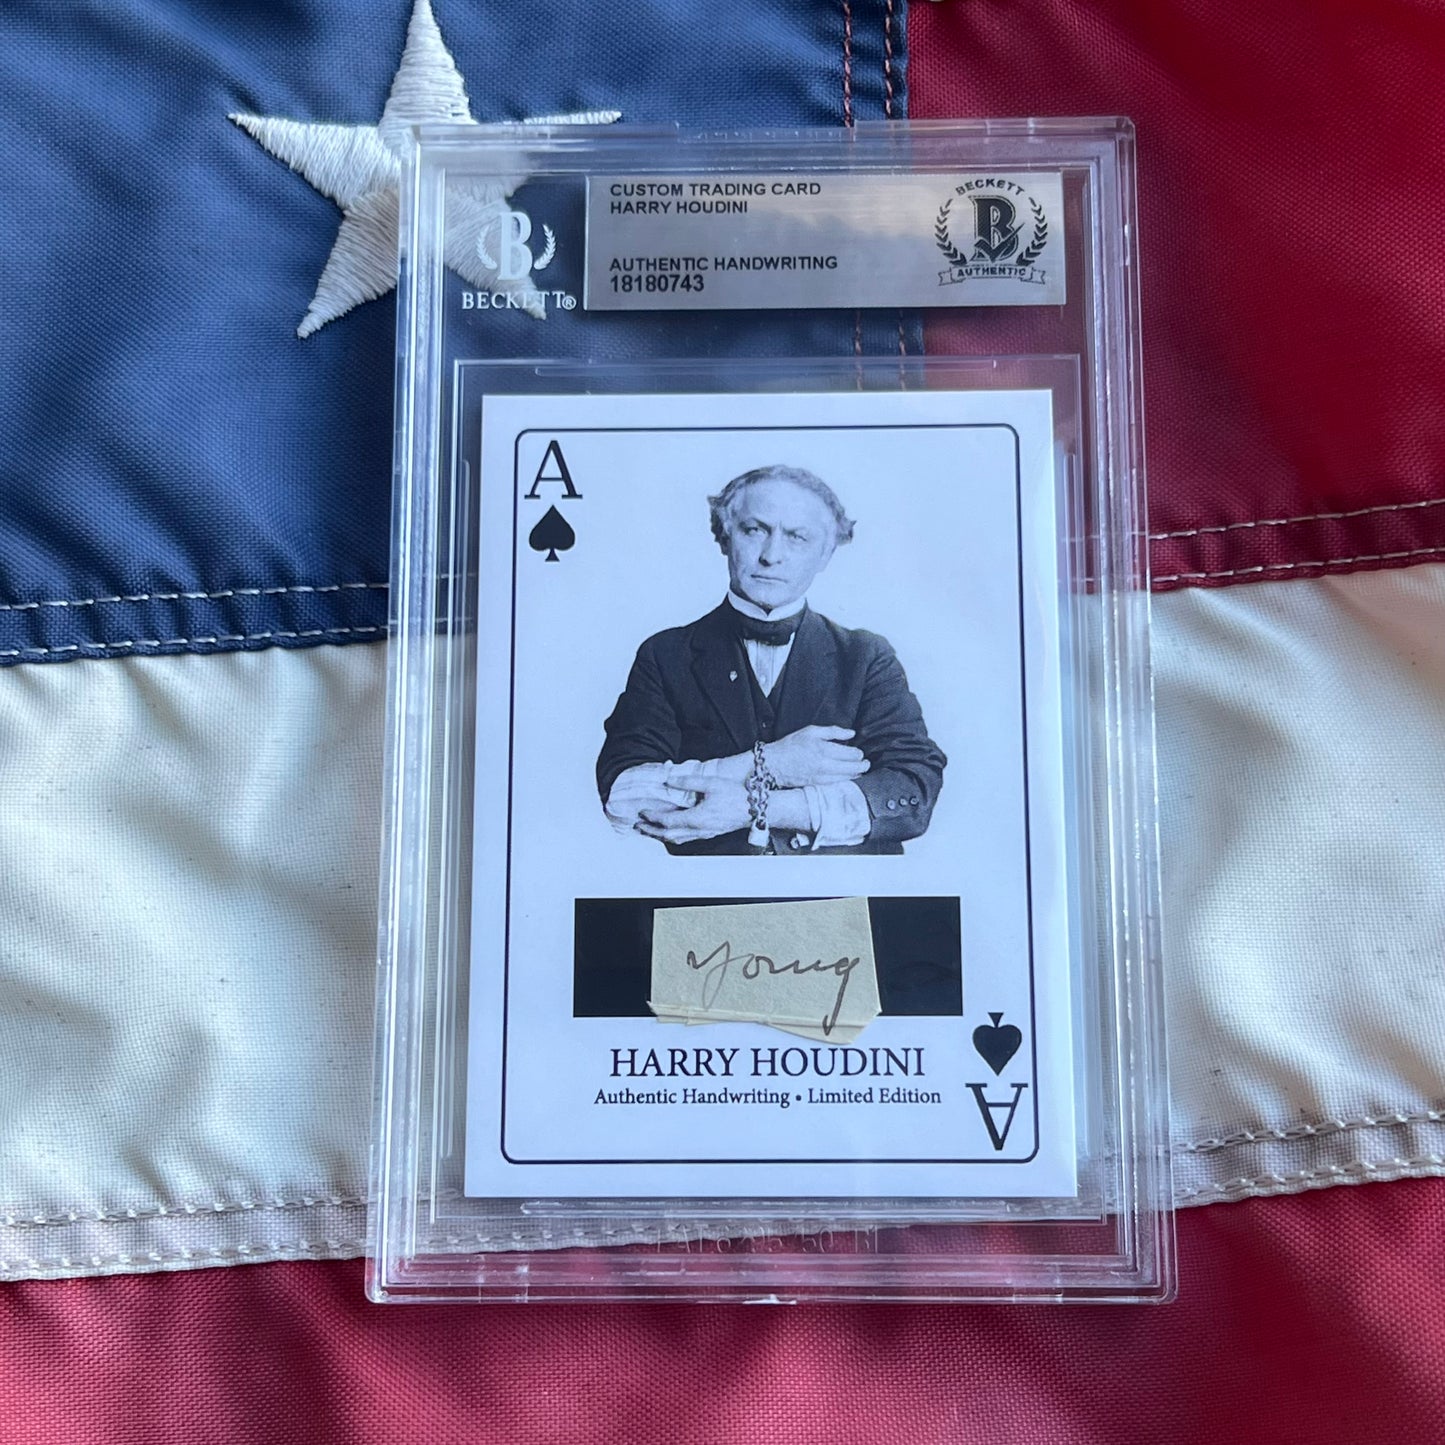 CUSTOM TRADING CARD
HARRY HOUDINI
AUTHENTIC HANDWRITING
18180743
BECKETT
B
AUTHENTIC
B
BECKETT®
A
young
HARRY HOUDINI
Authentic Handwriting • Limited Edition
A